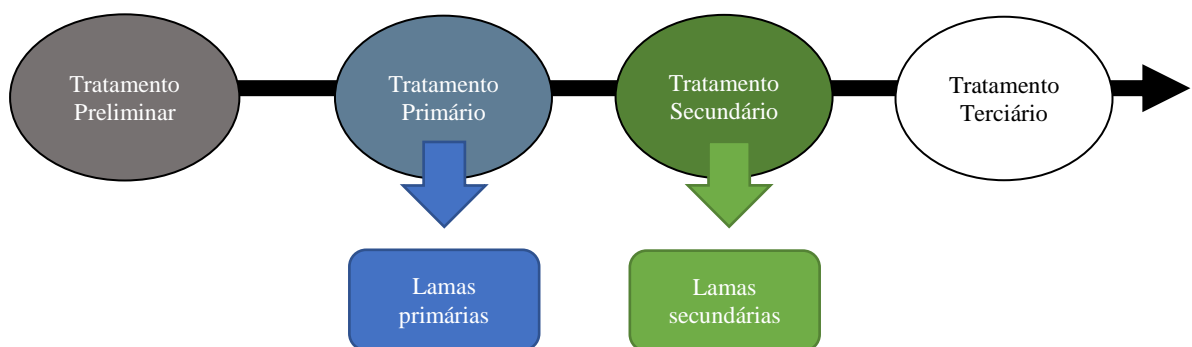 Tratamento
Preliminar
Tratamento
Primário
Tratamento
Secundário
Tratamento
Terciário
Lamas
primárias
Lamas
secundárias